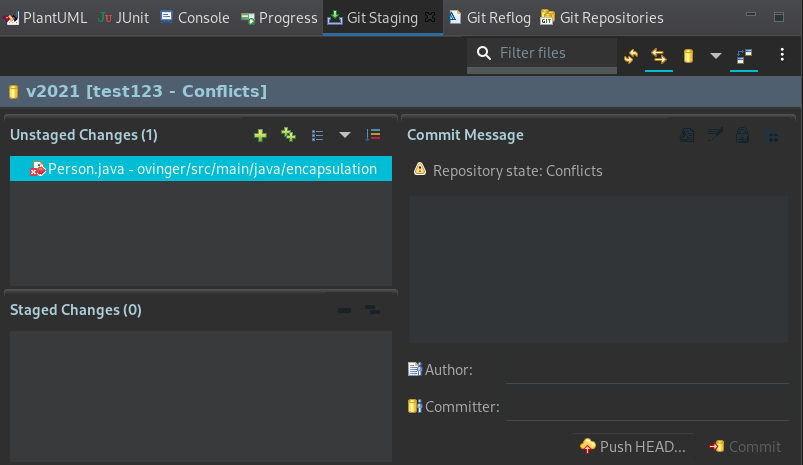 PlantUML JUnit Console Progress Git Staging Git Reflog Git Repositories
Filter files
v2021 [test123 - Conflicts]
Unstaged Changes (1)
Person.java - ovinger/src/main/java/encapsulation
Staged Changes (0)
Commit Message
Repository state: Conflicts
Author:
Committer:
Push HEAD...
Commit